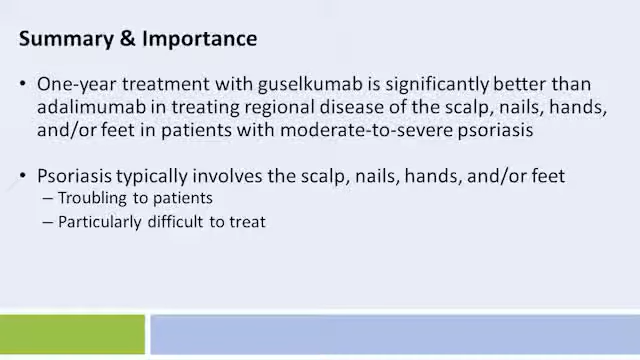 Summary & Importance
• One-year treatment with guselkumab is significantly better than
adalimumab in treating regional disease of the scalp, nails, hands,
and/or feet in patients with moderate-to-severe psoriasis
• Psoriasis typically involves the scalp, nails, hands, and/or feet
– Troubling to patients
– Particularly difficult to treat